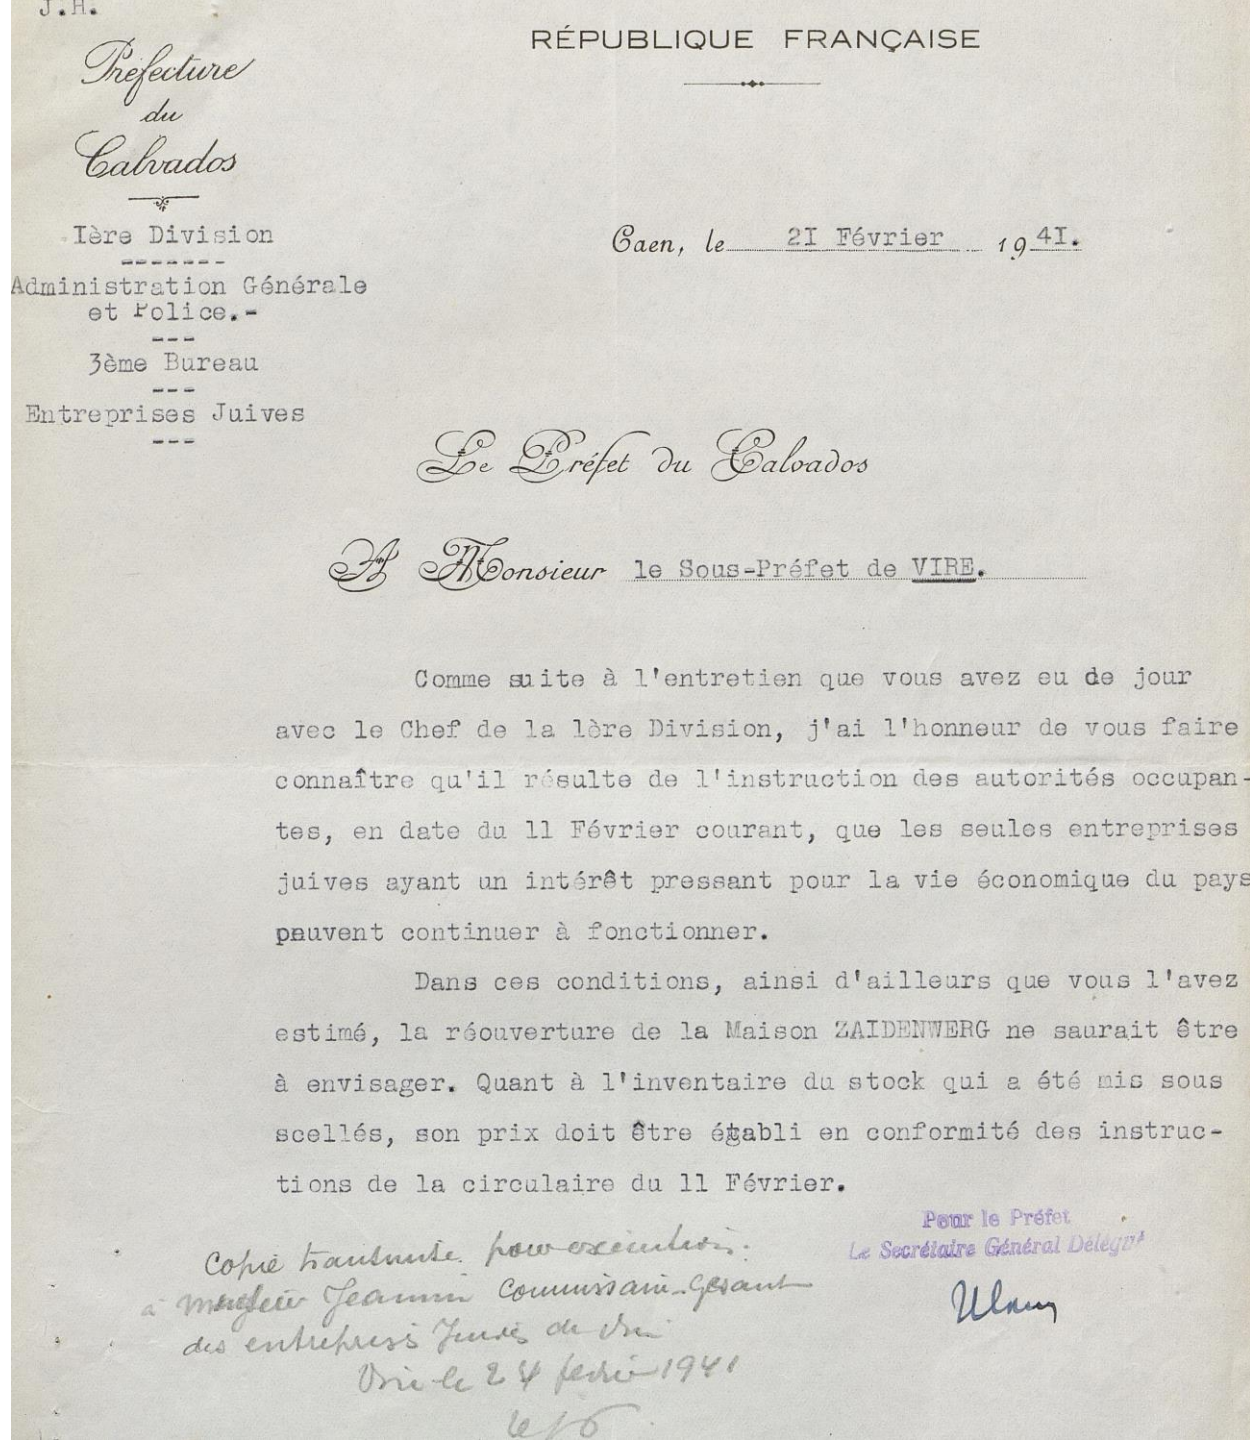 J.H.
Préfecture
du
Calvados
Ière Division
-------
Administration Générale
et Police.-
---
3ème Bureau
---
Entreprises Juives
---
RÉPUBLIQUE FRANÇAISE
Caen, le 2I Février 1941.
Le Préfet du Calvados
A Monsieur le Sous-Préfet de VIRE.
Comme suite à l'entretien que vous avez eu de jour
avec le Chef de la 1ère Division, j'ai l'honneur de vous faire
connaître qu'il résulte de l'instruction des autorités occupan-
tes, en date du 11 Février courant, que les seules entreprises
juives ayant un intérêt pressant pour la vie économique du pays
peuvent continuer à fonctionner.
Dans ces conditions, ainsi d'ailleurs que vous l'avez
estimé, la réouverture de la Maison ZAIDENWERG ne saurait être
à envisager. Quant à l'inventaire du stock qui a été mis sous
scellés, son prix doit être établi en conformité des instruc-
tions de la circulaire du 11 Février.
Pour le Préfet
Le Secrétaire Général Délégué
Copie transmise pour exécution.
à Monsieur Jeannin Commissaire-Gérant
des entreprises Juives de Vire
Vire le 24 février 1941